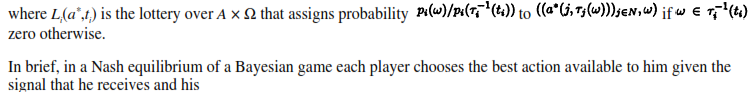 where L_i(a*,t_i) is the lottery over A × Ω that assigns probability p_i(ω)/p_i(τ_i^{-1}(t_i)) to ((a*(j, τ_j(ω)))_{j∈N}, ω) if ω ∈ τ_i^{-1}(t_i)
zero otherwise.
In brief, in a Nash equilibrium of a Bayesian game each player chooses the best action available to him given the
signal that he receives and his